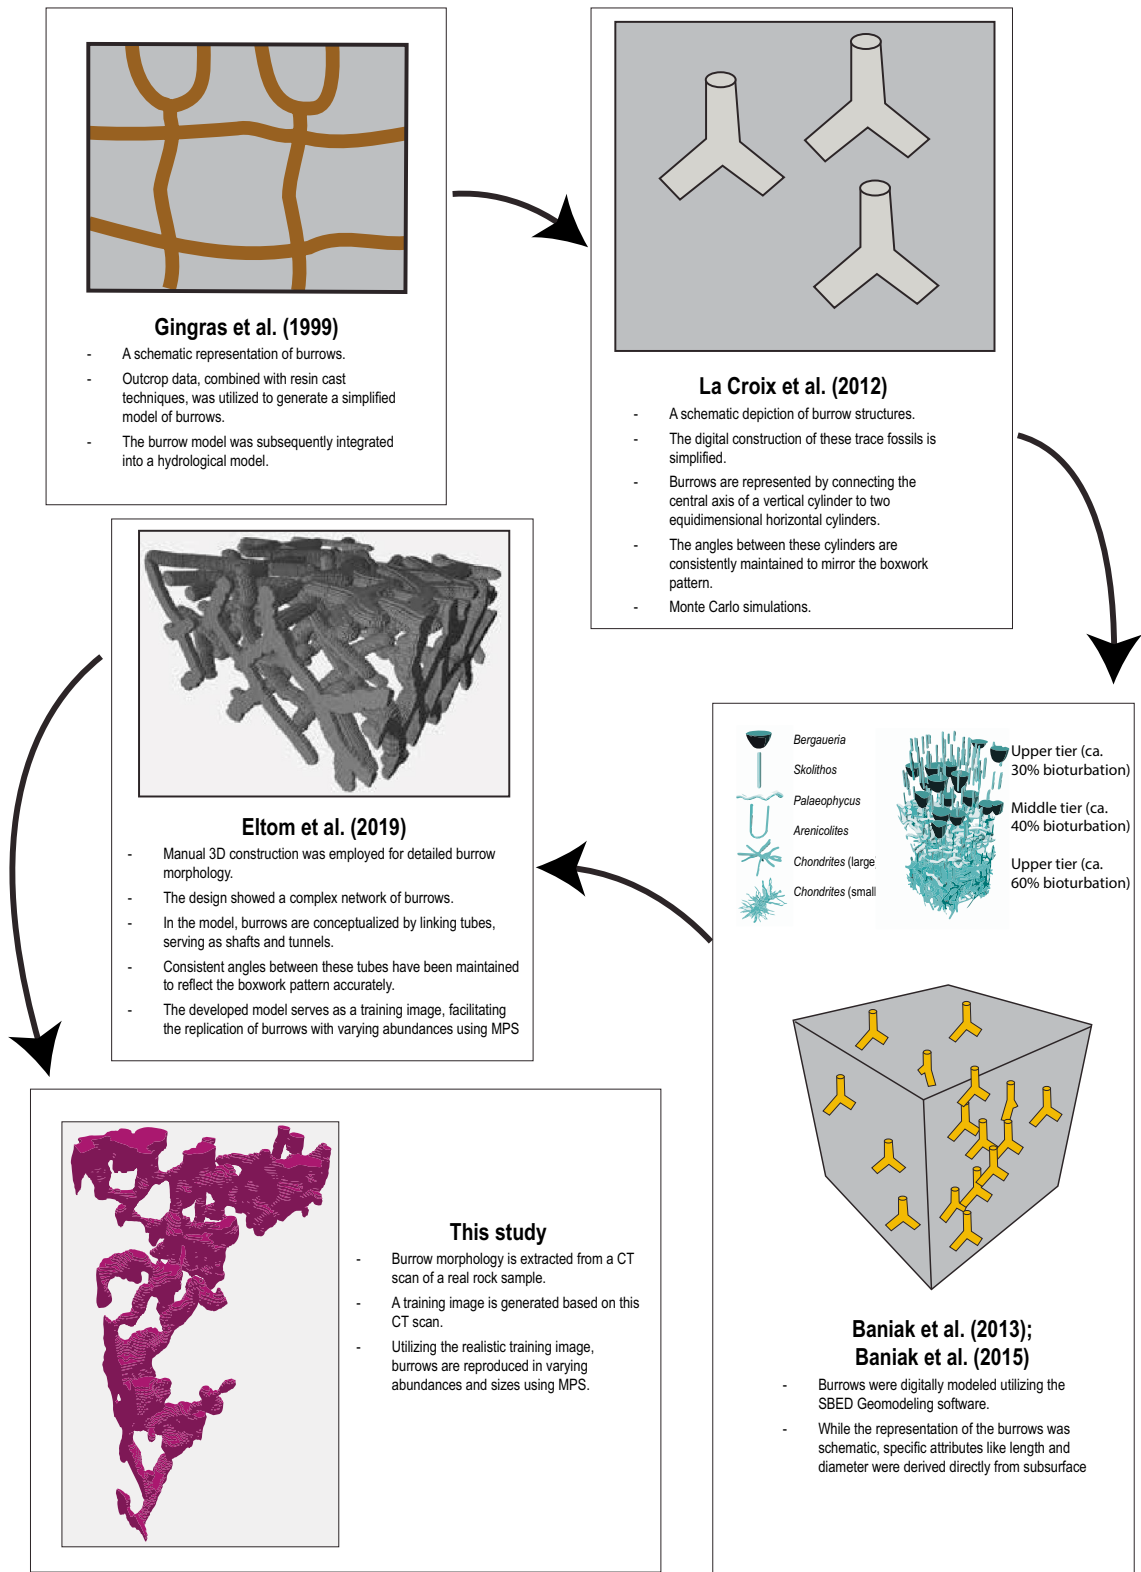 Gingras et al. (1999)
- A schematic representation of burrows.
- Outcrop data, combined with resin cast
techniques, was utilized to generate a simplified
model of burrows.
- The burrow model was subsequently integrated
into a hydrological model.
La Croix et al. (2012)
- A schematic depiction of burrow structures.
- The digital construction of these trace fossils is
simplified.
- Burrows are represented by connecting the
central axis of a vertical cylinder to two
equidimensional horizontal cylinders.
- The angles between these cylinders are
consistently maintained to mirror the boxwork
pattern.
- Monte Carlo simulations.
Bergaueria
Skolithos
Palaeophycus
Arenicolites
Chondrites (large
Chondrites (small
Upper tier (ca.
30% bioturbation)
Middle tier (ca.
40% bioturbation)
Upper tier (ca.
60% bioturbation)
Baniak et al. (2013);
Baniak et al. (2015)
- Burrows were digitally modeled utilizing the
SBED Geomodeling software.
- While the representation of the burrows was
schematic, specific attributes like length and
diameter were derived directly from subsurface
Eltom et al. (2019)
- Manual 3D construction was employed for detailed burrow
morphology.
- The design showed a complex network of burrows.
- In the model, burrows are conceptualized by linking tubes,
serving as shafts and tunnels.
- Consistent angles between these tubes have been maintained
to reflect the boxwork pattern accurately.
- The developed model serves as a training image, facilitating
the replication of burrows with varying abundances using MPS
This study
- Burrow morphology is extracted from a CT
scan of a real rock sample.
- A training image is generated based on this
CT scan.
- Utilizing the realistic training image,
burrows are reproduced in varying
abundances and sizes using MPS.